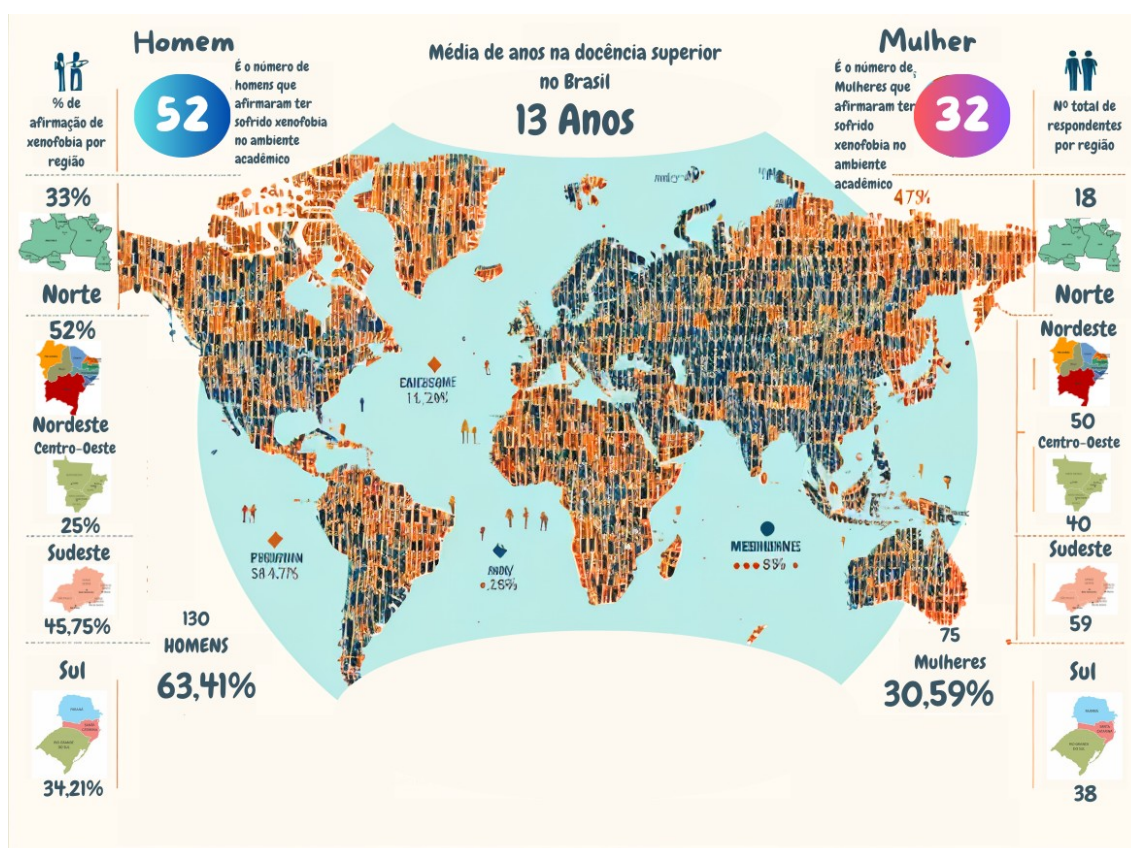 Homem
52
É o número de
homens que
afirmaram ter
sofrido xenofobia
no ambiente
acadêmico
Média de anos na docência superior
no Brasil
13 Anos
Mulher
É o número de
Mulheres que
afirmaram ter
sofrido
xenofobia no
ambiente
acadêmico
32
% de
afirmação de
xenofobia por
região
33%
Norte
52%
Nordeste
Centro-Oeste
25%
Sudeste
45,75%
Sul
34,21%
Nº total de
respondentes
por região
18
Norte
Nordeste
50
Centro-Oeste
40
Sudeste
59
Sul
38
130
HOMENS
63,41%
75
Mulheres
30,59%